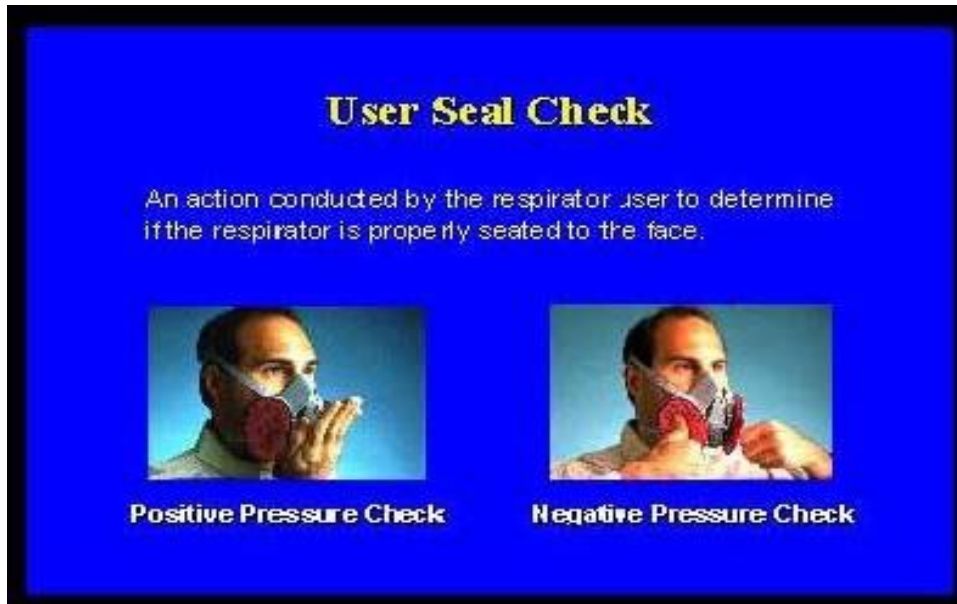 User Seal Check
An action conducted by the respirator user to determine
if the respirator is properly seated to the face.
Positive Pressure Check
Negative Pressure Check